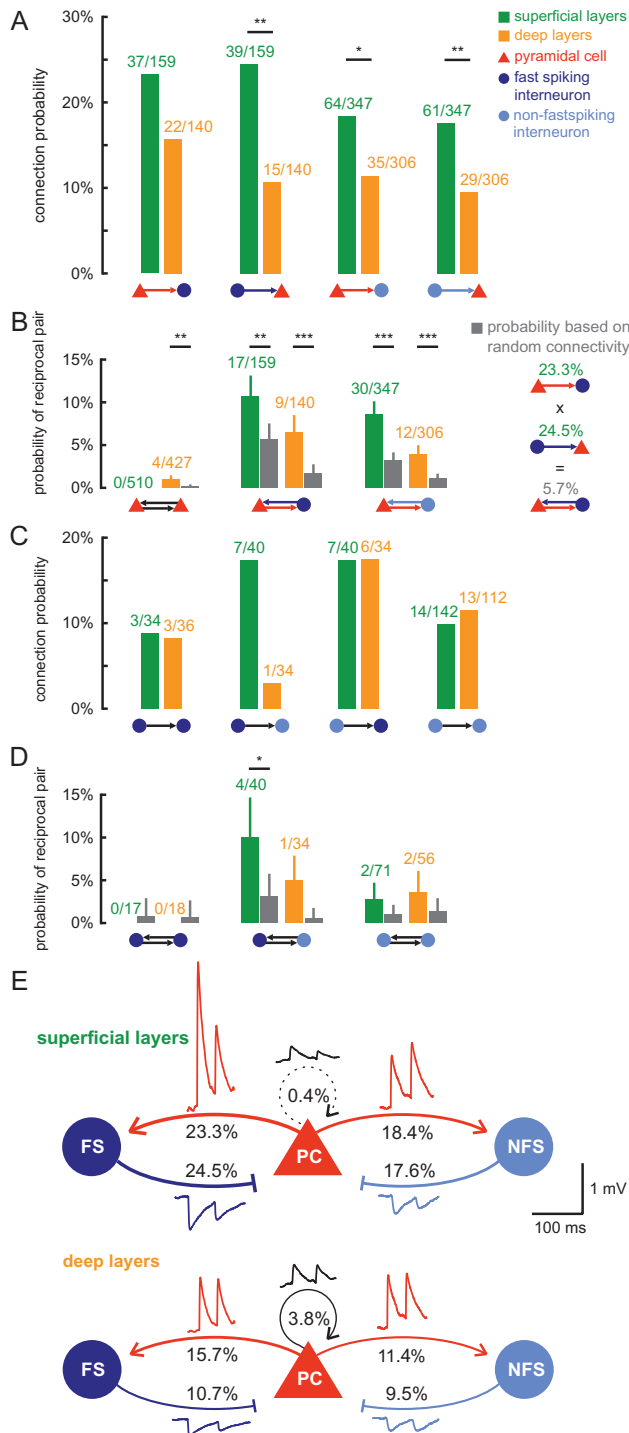 A
connection probability
30%
20%
10%
0%
37/159
22/140
**
39/159
15/140
*
64/347
35/306
**
61/347
29/306
superficial layers
deep layers
pyramidal cell
fast spiking
interneuron
non-fastspiking
interneuron
B
probability of reciprocal pair
15%
10%
5%
0%
**
0/510
4/427
**
***
17/159
9/140
***
***
30/347
12/306
probability based on
random connectivity
23.3%
x
24.5%
=
5.7%
C
connection probability
20%
10%
0%
3/34
3/36
7/40
1/34
7/40
6/34
14/142
13/112
D
probability of reciprocal pair
15%
10%
5%
0%
0/17
0/18
*
4/40
1/34
2/71
2/56
E
superficial layers
0.4%
FS
23.3%
24.5%
PC
18.4%
17.6%
NFS
1 mV
100 ms
deep layers
3.8%
FS
15.7%
10.7%
PC
11.4%
9.5%
NFS